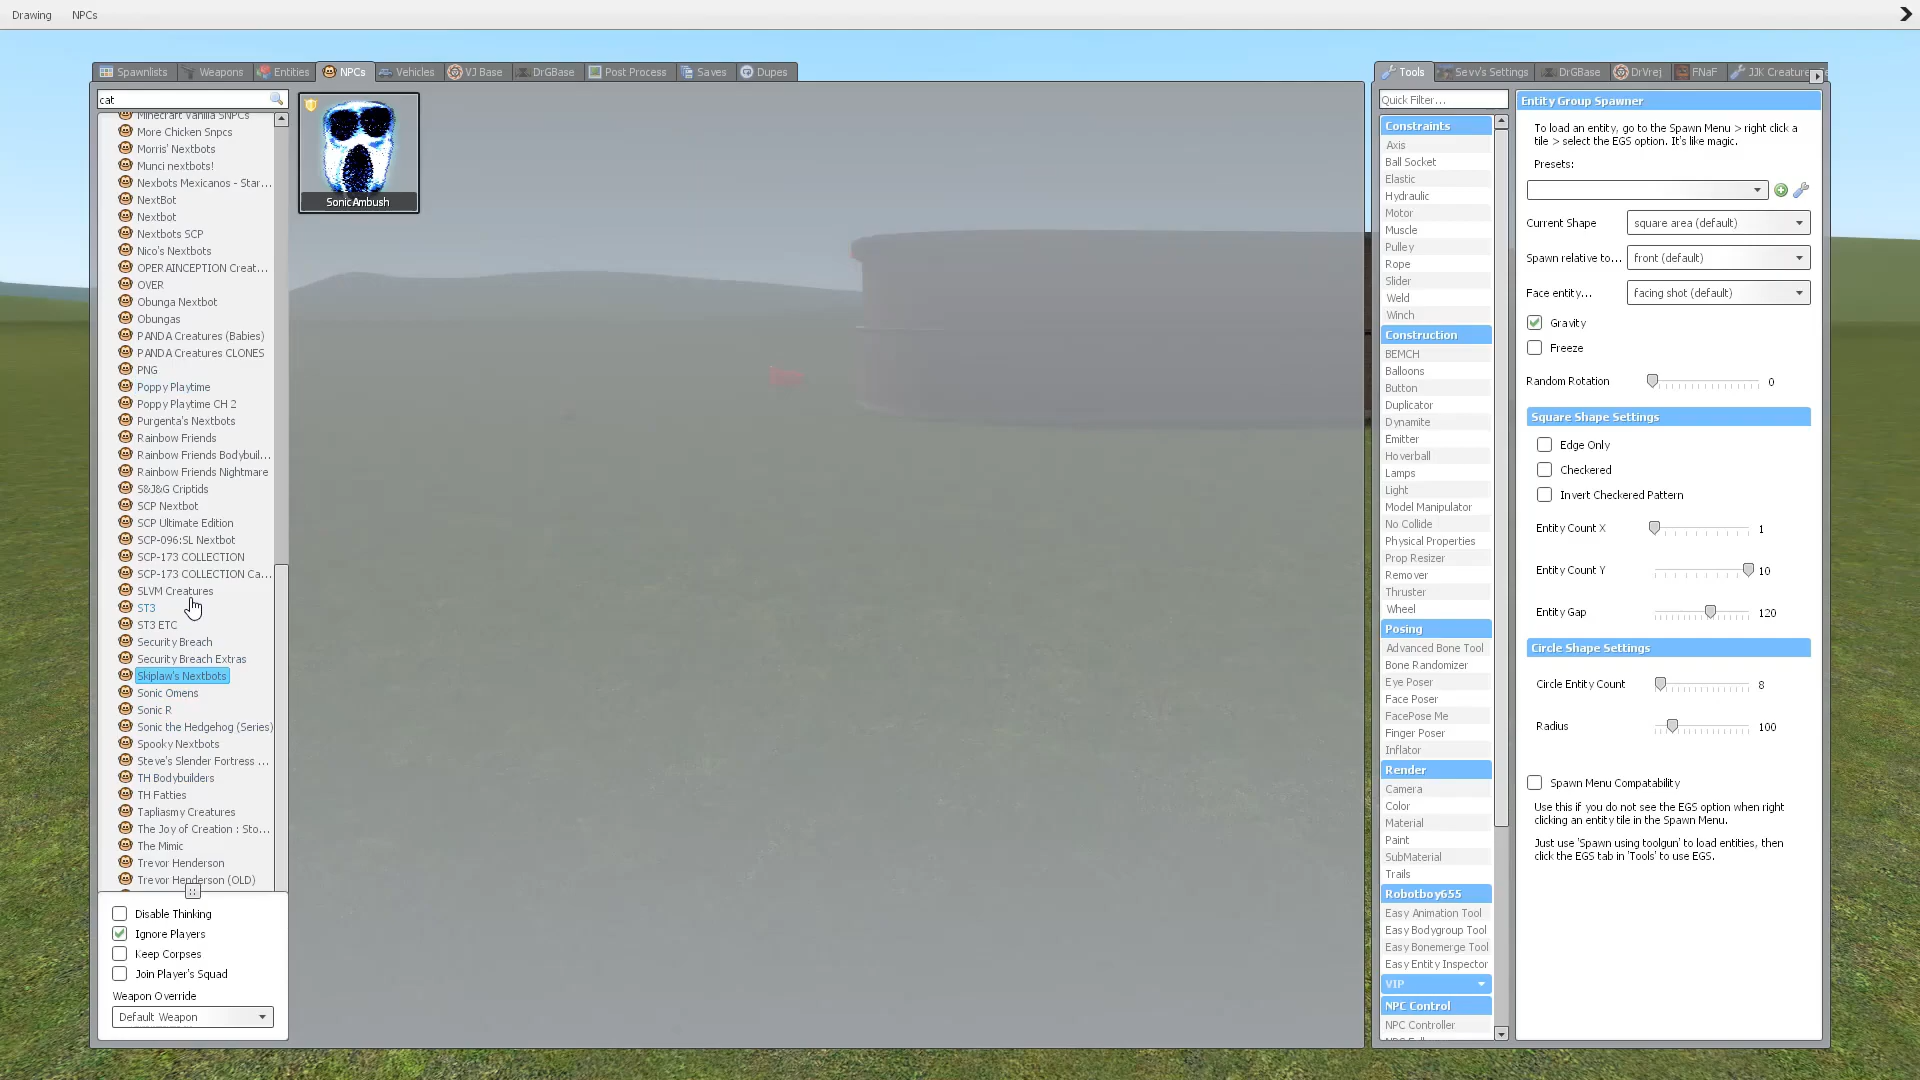 Drawing NPCs
Spawnlists Weapons Entities NPCs Vehicles VJ Base DrGBase Post Process Saves Dupes
cat
Minecraft Vanilla SNPCs
More Chicken Snpcs
Morris' Nextbots
Munci nextbots!
Nexbots Mexicanos - Star...
NextBot
Nextbot
Nextbots SCP
Nico's Nextbots
OPERAINCEPTION Creat...
OVER
Obunga Nextbot
Obungas
PANDA Creatures (Babies)
PANDA Creatures CLONES
PNG
Poppy Playtime
Poppy Playtime CH 2
Purgenta's Nextbots
Rainbow Friends
Rainbow Friends Bodybuil...
Rainbow Friends Nightmare
S&J&G Criptids
SCP Nextbot
SCP Ultimate Edition
SCP-096:SL Nextbot
SCP-173 COLLECTION
SCP-173 COLLECTION Ca...
SLVM Creatures
ST3
ST3 ETC
Security Breach
Security Breach Extras
Skiplaw's Nextbots
Sonic Omens
Sonic R
Sonic the Hedgehog (Series)
Spooky Nextbots
Steve's Slender Fortress ...
TH Bodybuilders
TH Fatties
Tapliasmy Creatures
The Joy of Creation : Sto...
The Mimic
Trevor Henderson
Trevor Henderson (OLD)
Disable Thinking
Ignore Players
Keep Corpses
Join Player's Squad
Weapon Override
Default Weapon
Sonic Ambush
Tools Sevv's Settings DrGBase DrVrej FNaF JJK Creature
Quick Filter...
Constraints
Axis
Ball Socket
Elastic
Hydraulic
Motor
Muscle
Pulley
Rope
Slider
Weld
Winch
Construction
BEMCH
Balloons
Button
Duplicator
Dynamite
Emitter
Hoverball
Lamps
Light
Model Manipulator
No Collide
Physical Properties
Prop Resizer
Remover
Thruster
Wheel
Posing
Advanced Bone Tool
Bone Randomizer
Eye Poser
Face Poser
FacePose Me
Finger Poser
Inflator
Render
Camera
Color
Material
Paint
SubMaterial
Trails
Robotboy655
Easy Animation Tool
Easy Bodygroup Tool
Easy Bonemerge Tool
Easy Entity Inspector
VIP
NPC Control
NPC Controller
Entity Group Spawner
To load an entity, go to the Spawn Menu > right click a
tile > select the EGS option. It's like magic.
Presets:
Current Shape square area (default)
Spawn relative to... front (default)
Face entity... facing shot (default)
Gravity
Freeze
Random Rotation 0
Square Shape Settings
Edge Only
Checkered
Invert Checkered Pattern
Entity Count X 1
Entity Count Y 10
Entity Gap 120
Circle Shape Settings
Circle Entity Count 8
Radius 100
Spawn Menu Compatability
Use this if you do not see the EGS option when right
clicking an entity tile in the Spawn Menu.
Just use 'Spawn using toolgun' to load entities, then
click the EGS tab in 'Tools' to use EGS.